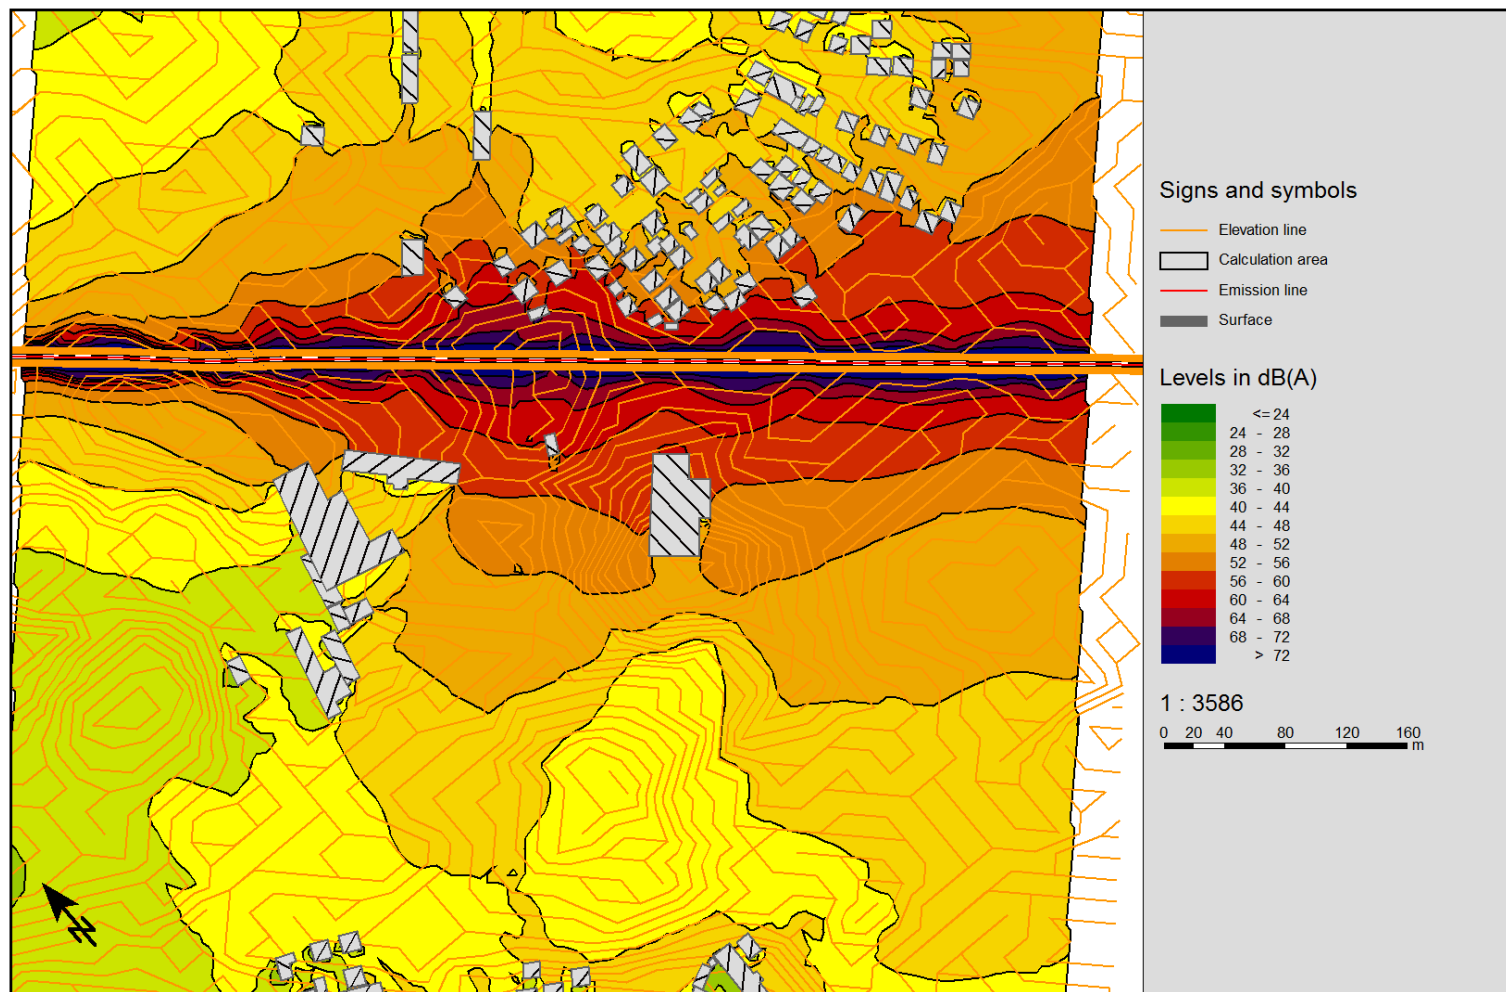 Signs and symbols
Elevation line
Calculation area
Emission line
Surface
Levels in dB(A)
<= 24
24 - 28
28 - 32
32 - 36
36 - 40
40 - 44
44 - 48
48 - 52
52 - 56
56 - 60
60 - 64
64 - 68
68 - 72
> 72
1 : 3586
0 20 40 80 120 160
m
N